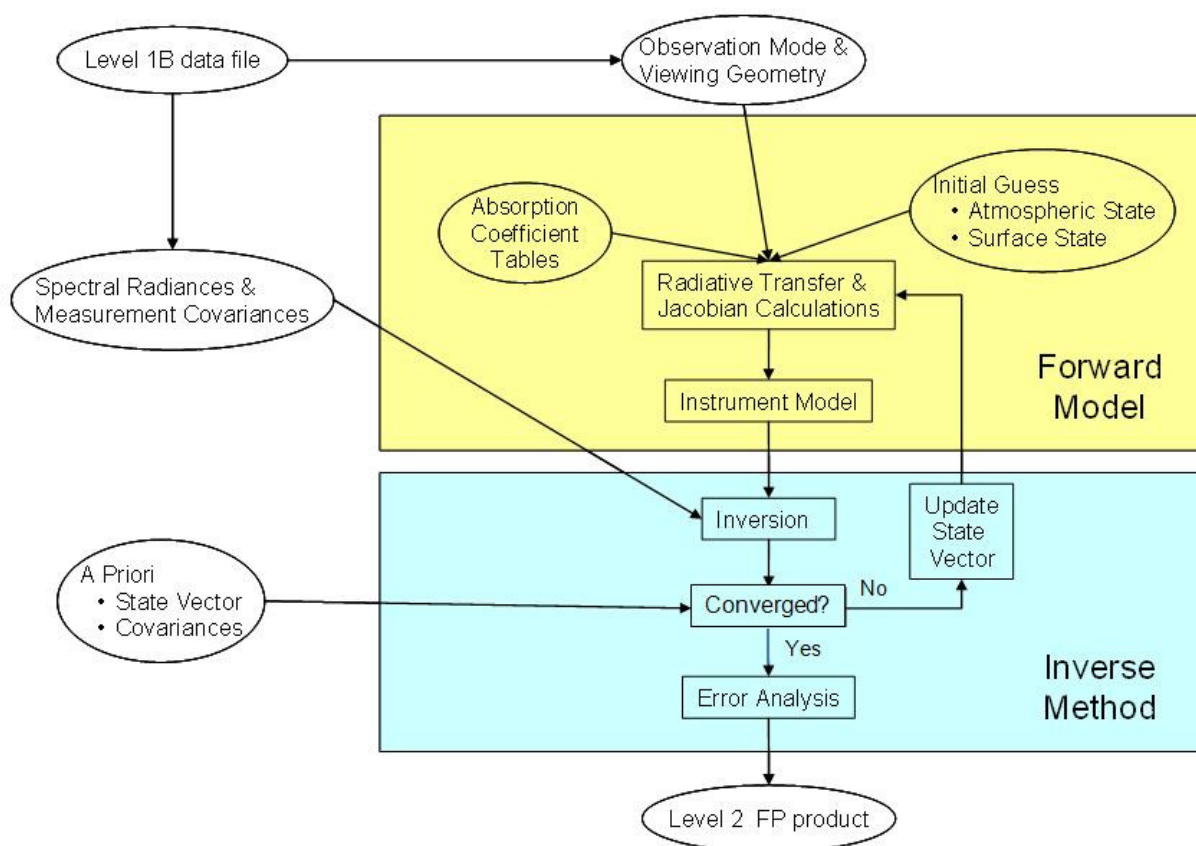 Level 1B data file
Observation Mode &
Viewing Geometry
Absorption
Coefficient
Tables
Initial Guess
• Atmospheric State
• Surface State
Spectral Radiances &
Measurement Covariances
Radiative Transfer &
Jacobian Calculations
Instrument Model
Forward
Model
Inversion
Update
State
Vector
A Priori
• State Vector
• Covariances
Converged?
No
Yes
Error Analysis
Inverse
Method
Level 2 FP product